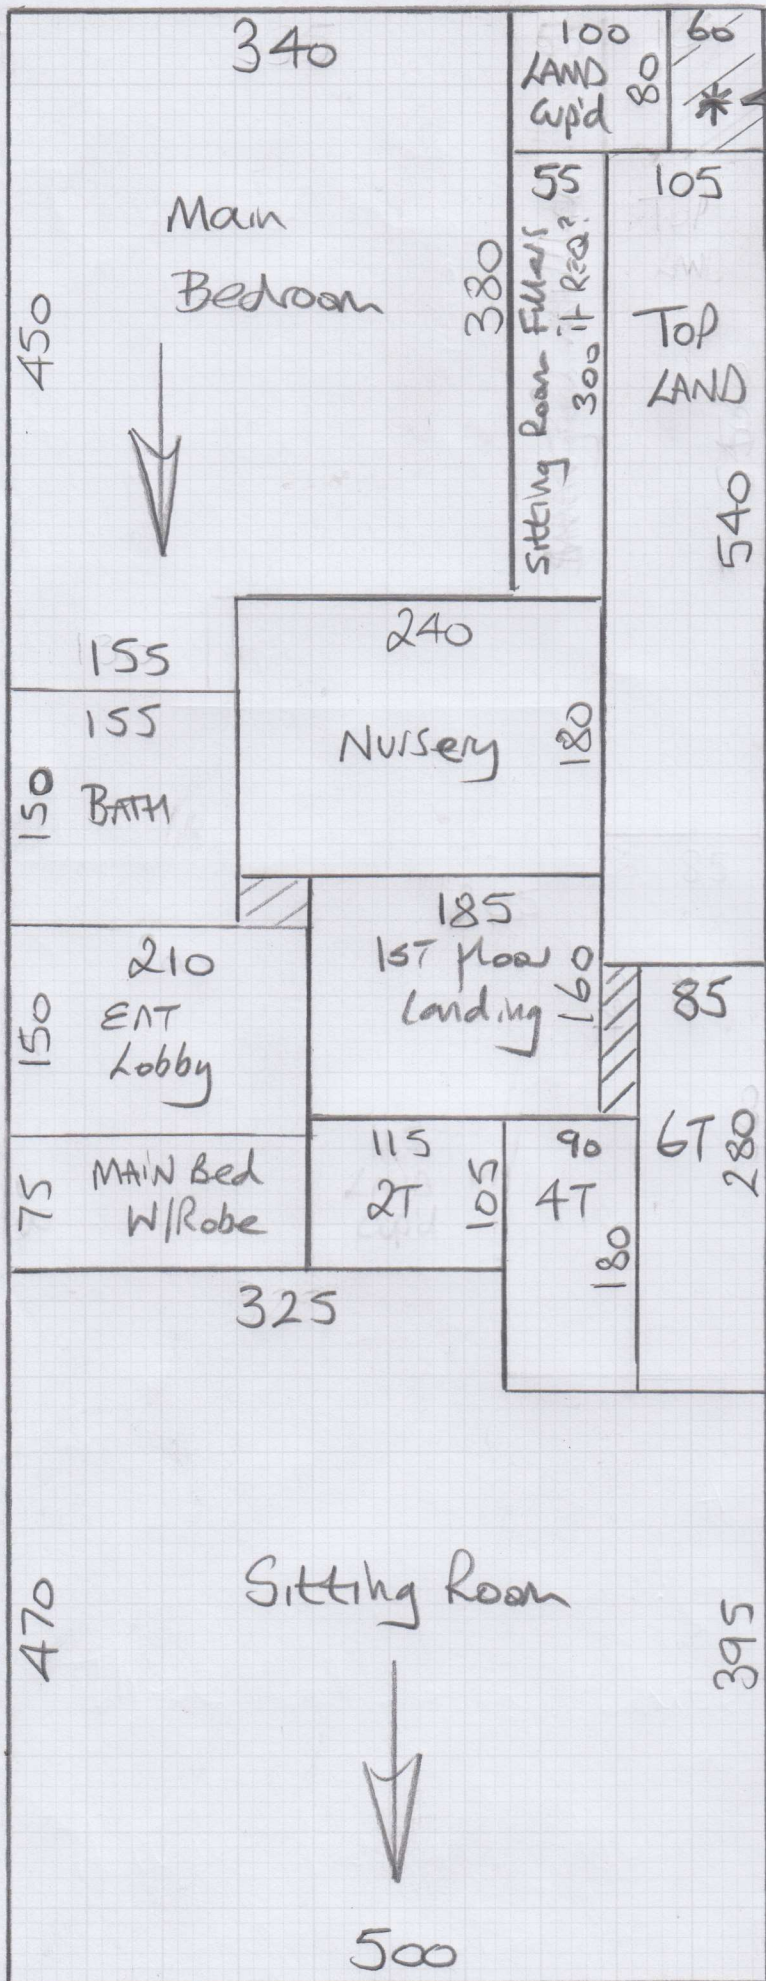 340
100
60
LAND
Cup'd
80
*
Main
Bedroom
450
380
55
Sitting Room Fillers
300 if REQ?
105
TOP
LAND
540
155
155
BATH
150
240
Nursery
180
185
1ST floor
Landing
160
210
ENT
Lobby
150
85
6T
280
75
MAIN Bed
W/Robe
115
2T
105
90
4T
180
325
470
Sitting Room
395
500